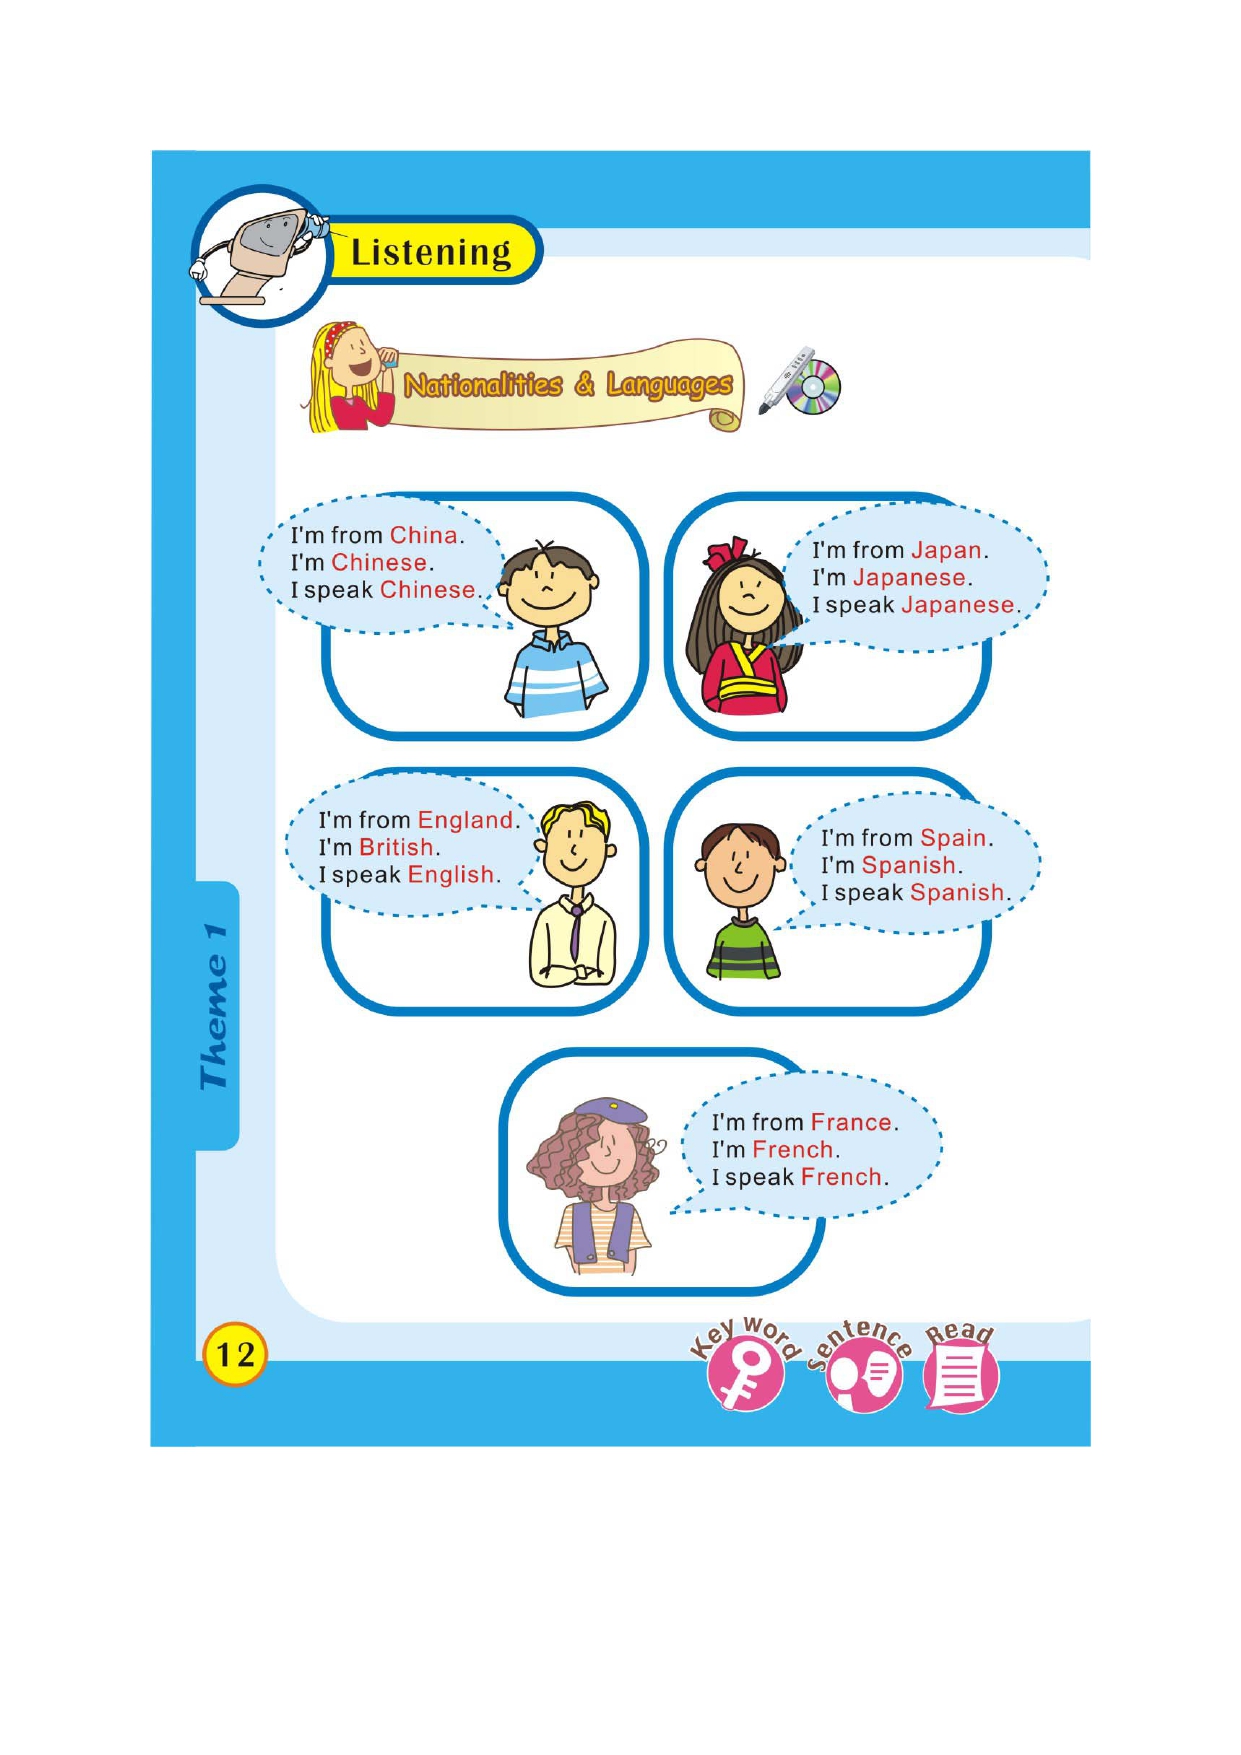 Listening
Nationalities & Languages
I'm from China.
I'm Chinese.
I speak Chinese.
I'm from Japan.
I'm Japanese.
I speak Japanese.
I'm from England.
I'm British.
I speak English.
I'm from Spain.
I'm Spanish.
I speak Spanish.
I'm from France.
I'm French.
I speak French.
Theme 1
12
Key word
Sentence
Read